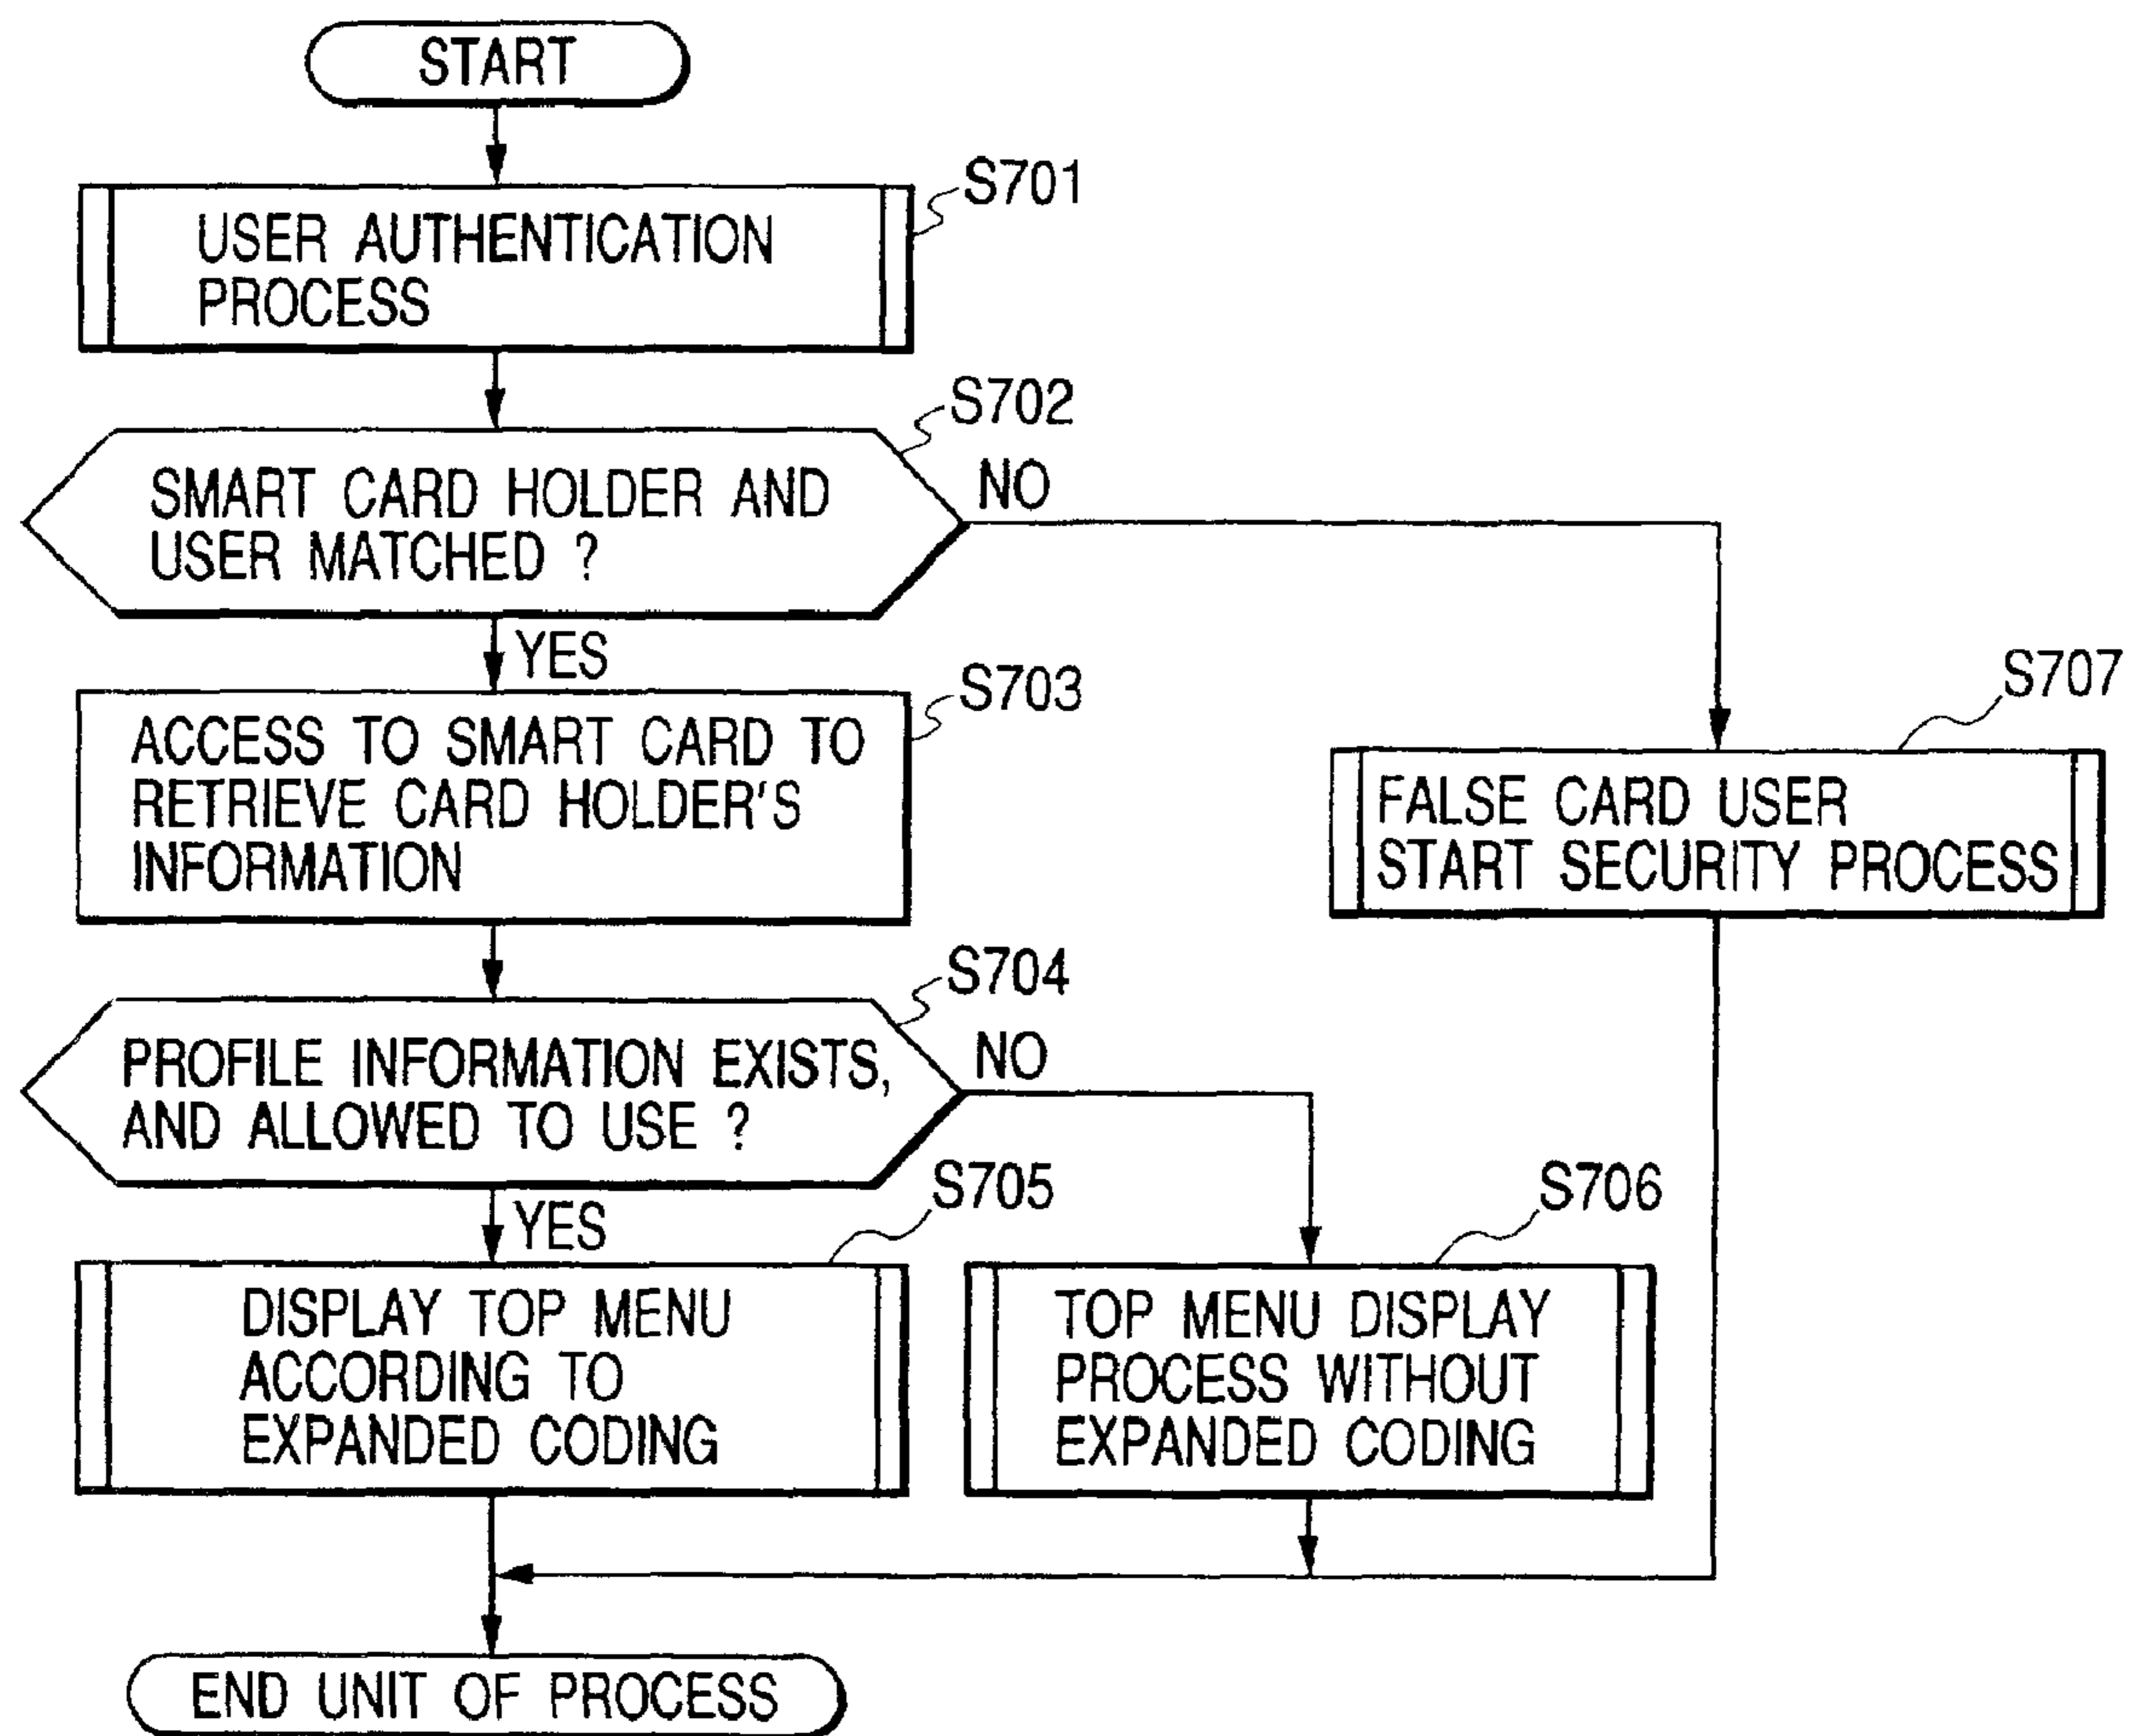 START
S701
USER AUTHENTICATION
PROCESS
S702
SMART CARD HOLDER AND
USER MATCHED ?
NO
YES
S703
ACCESS TO SMART CARD TO
RETRIEVE CARD HOLDER'S
INFORMATION
S707
FALSE CARD USER
START SECURITY PROCESS
S704
PROFILE INFORMATION EXISTS,
AND ALLOWED TO USE ?
NO
YES
S705
DISPLAY TOP MENU
ACCORDING TO
EXPANDED CODING
S706
TOP MENU DISPLAY
PROCESS WITHOUT
EXPANDED CODING
END UNIT OF PROCESS